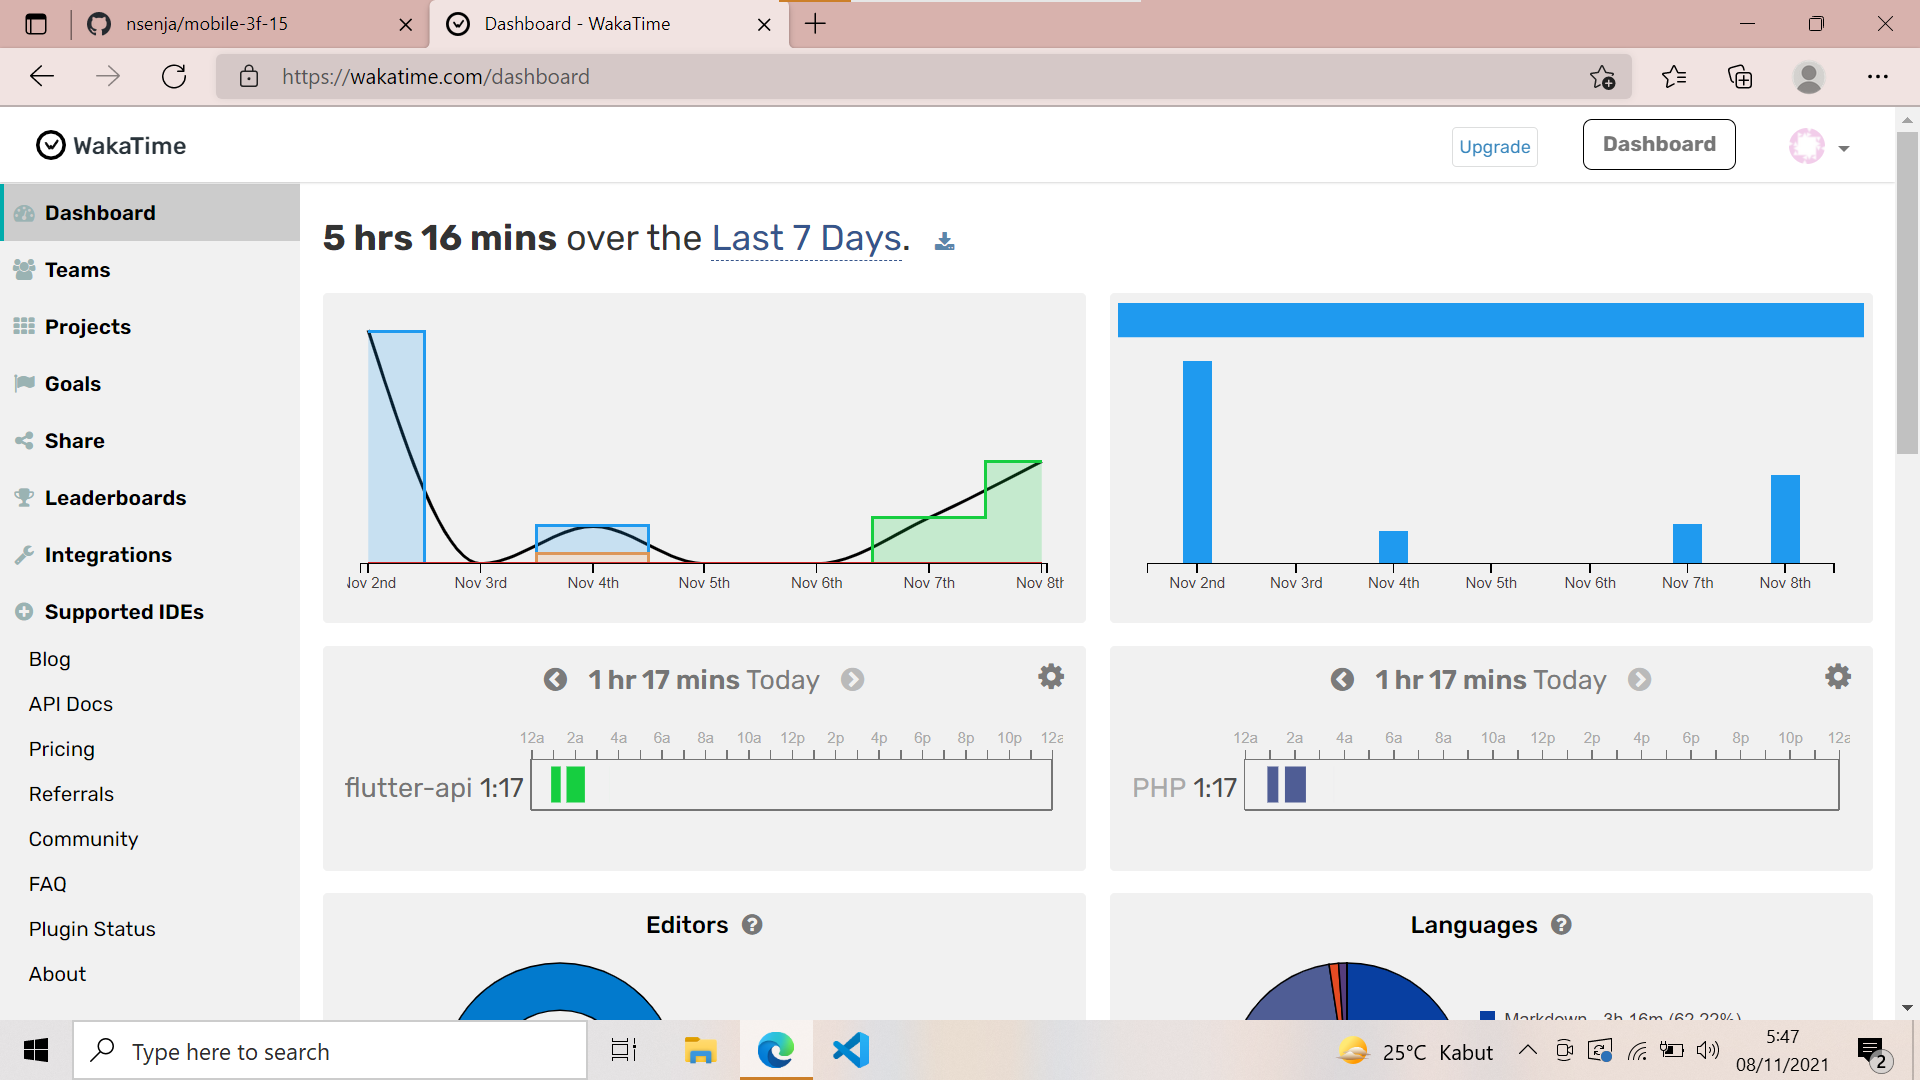 nsenja/mobile-3f-15
Dashboard - WakaTime
https://wakatime.com/dashboard
WakaTime
Upgrade
Dashboard
Dashboard
Teams
Projects
Goals
Share
Leaderboards
Integrations
Supported IDEs
Blog
API Docs
Pricing
Referrals
Community
FAQ
Plugin Status
About
5 hrs 16 mins over the Last 7 Days.
Nov 2nd Nov 3rd Nov 4th Nov 5th Nov 6th Nov 7th Nov 8th
Nov 2nd Nov 3rd Nov 4th Nov 5th Nov 6th Nov 7th Nov 8th
1 hr 17 mins Today
12a 2a 4a 6a 8a 10a 12p 2p 4p 6p 8p 10p 12a
flutter-api 1:17
1 hr 17 mins Today
12a 2a 4a 6a 8a 10a 12p 2p 4p 6p 8p 10p 12a
PHP 1:17
Editors
Languages
Markdown - 3h 16m (62.22%)
Type here to search
25°C Kabut
5:47
08/11/2021
2